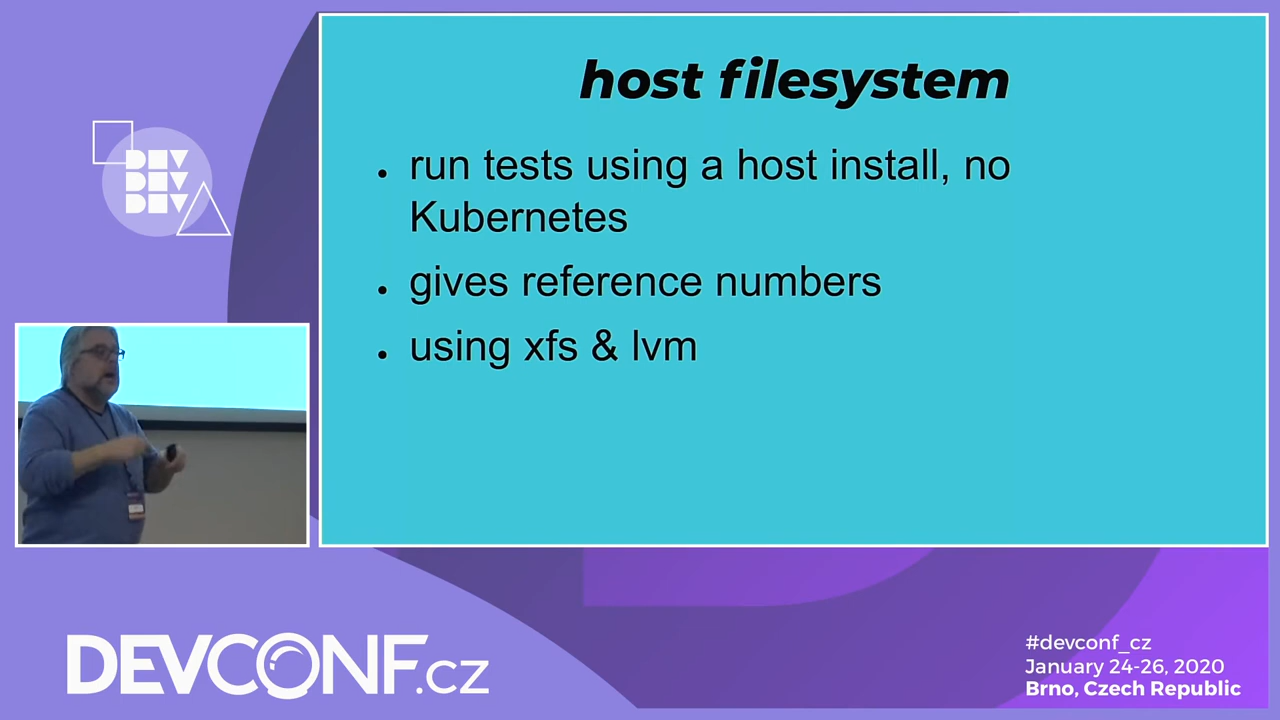 DEV
DEV
DEV
host filesystem
• run tests using a host install, no
Kubernetes
• gives reference numbers
• using xfs & lvm
DEVCONF.cz
#devconf_cz
January 24-26, 2020
Brno, Czech Republic